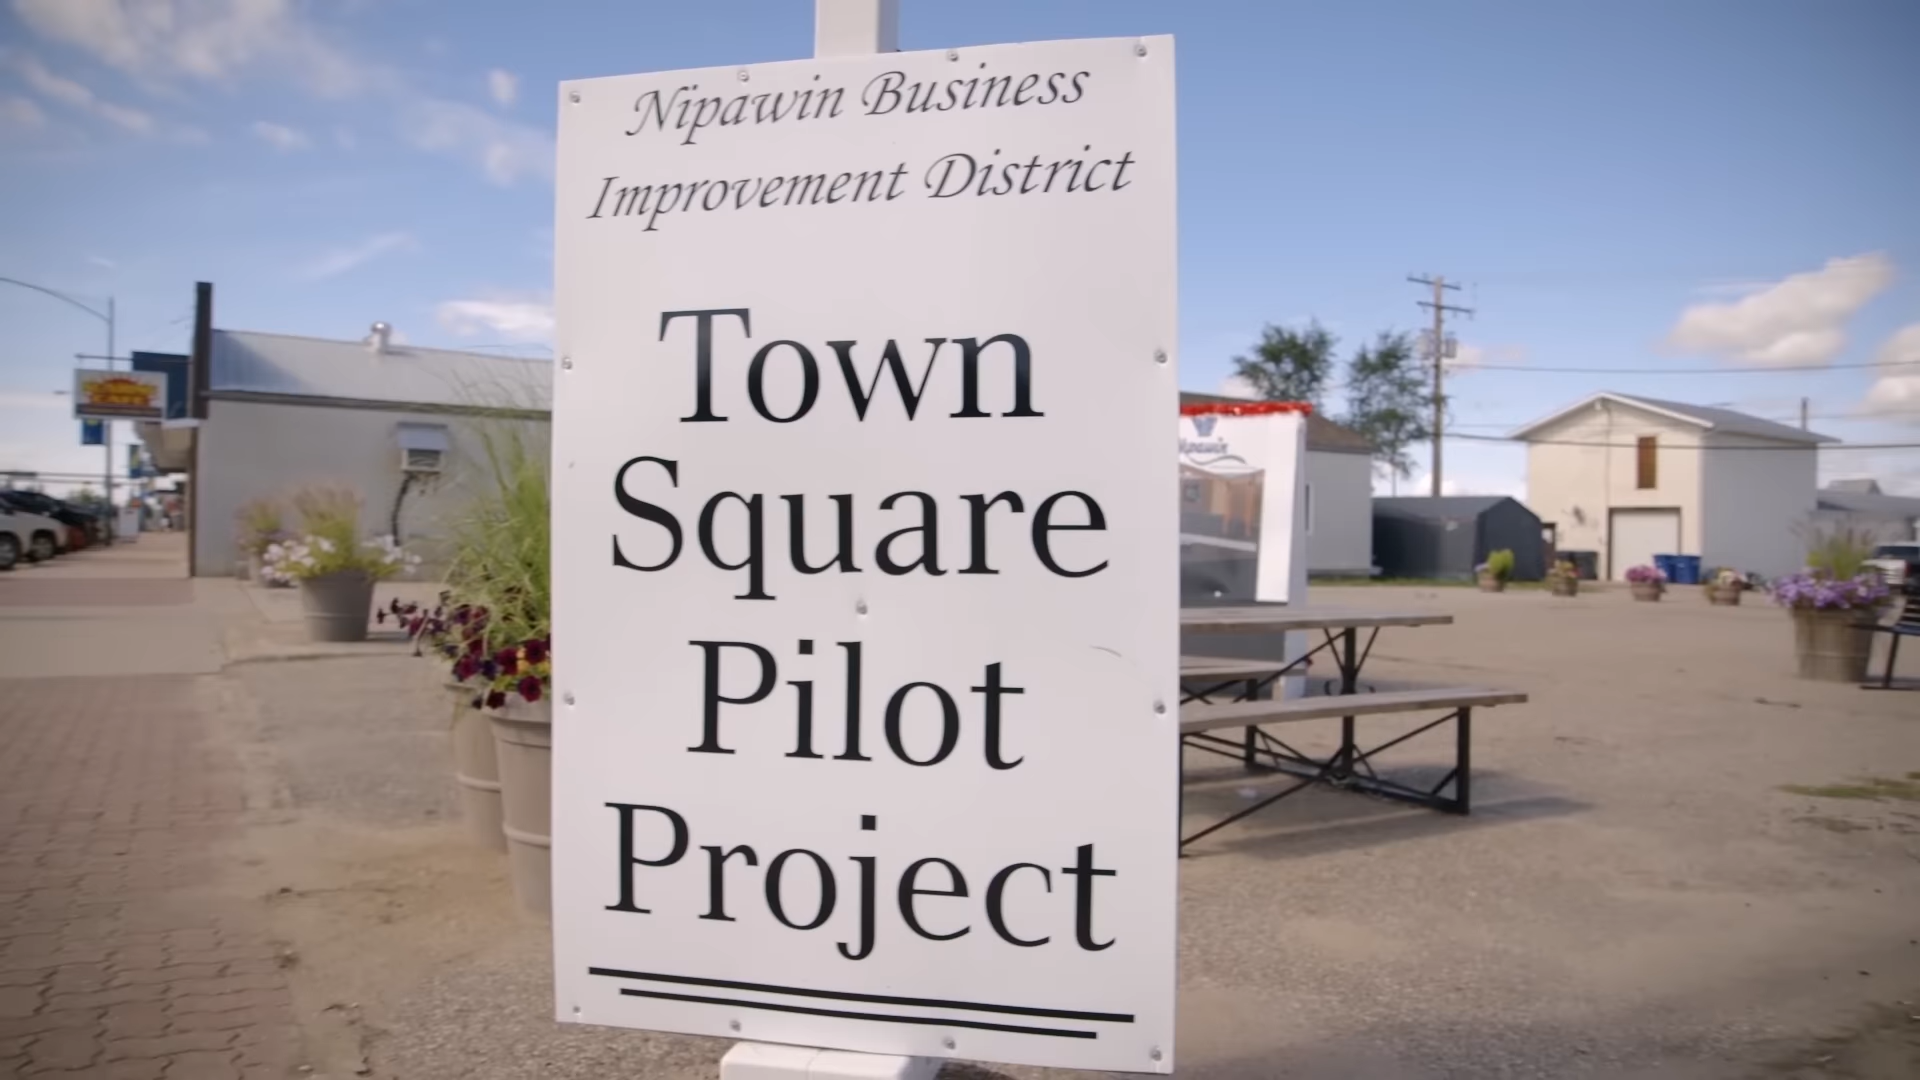 Nipawin Business
Improvement District
Town
Square
Pilot
Project